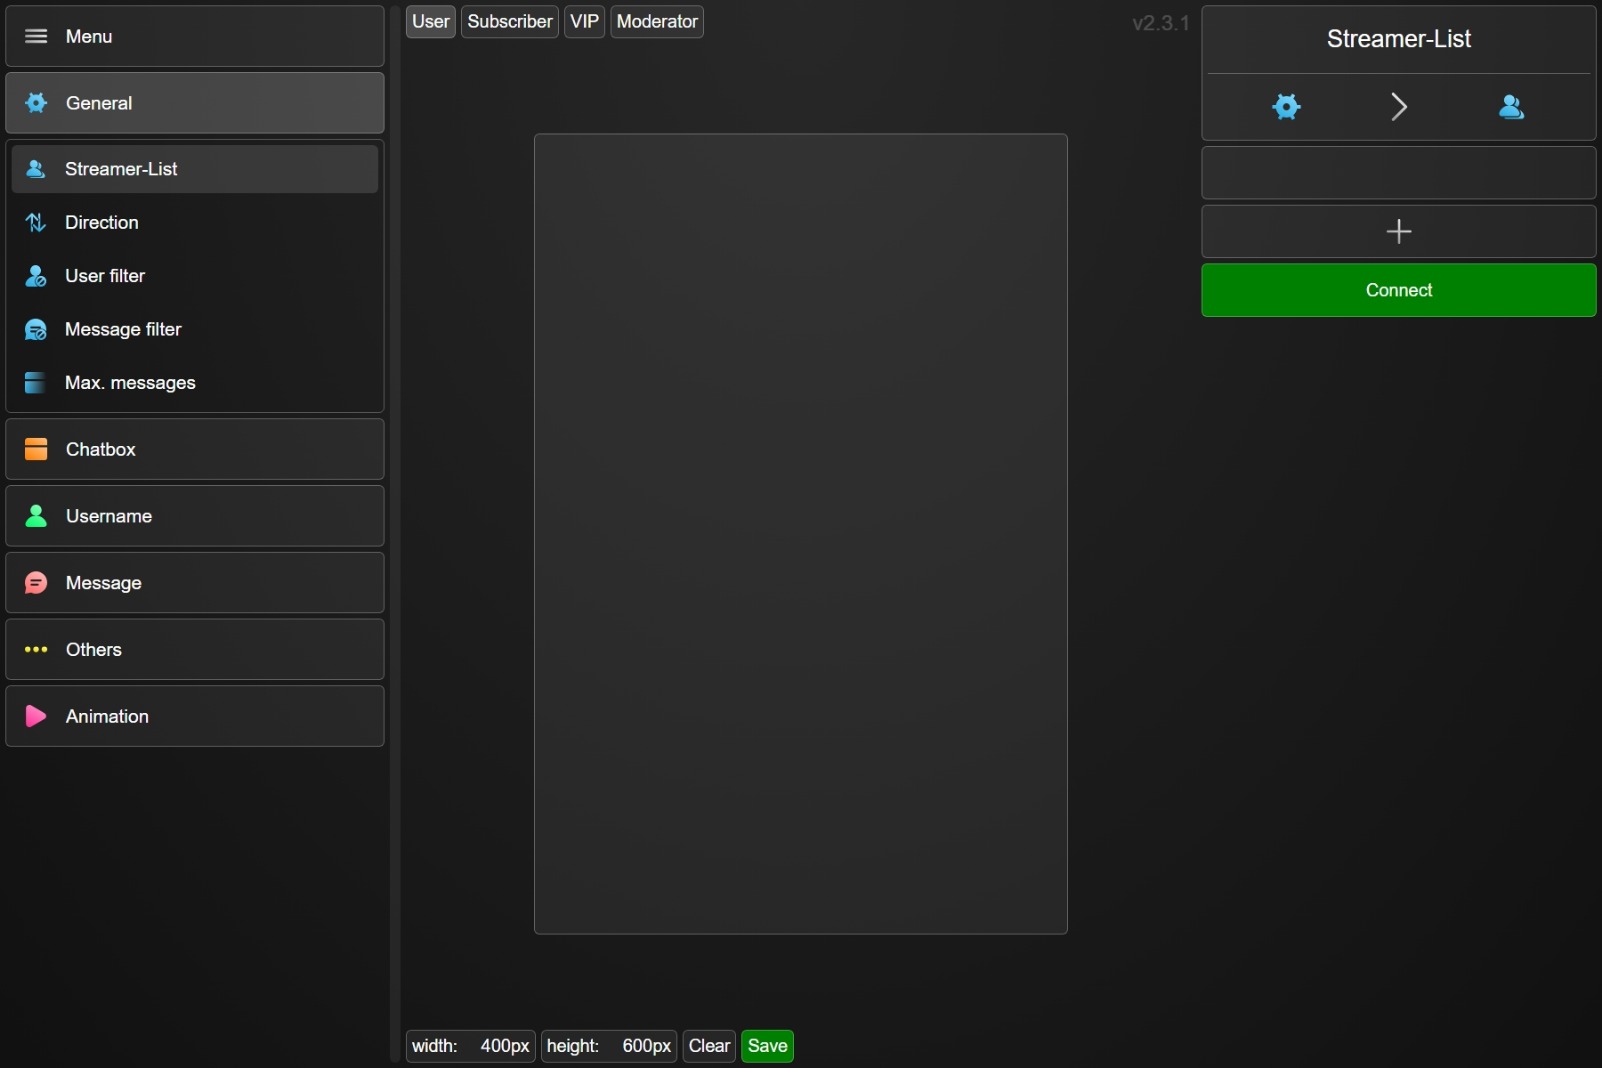 Menu
General
Streamer-List
Direction
User filter
Message filter
Max. messages
Chatbox
Username
Message
Others
Animation
User Subscriber VIP Moderator
v2.3.1
width: 400px height: 600px Clear Save
Streamer-List
Connect